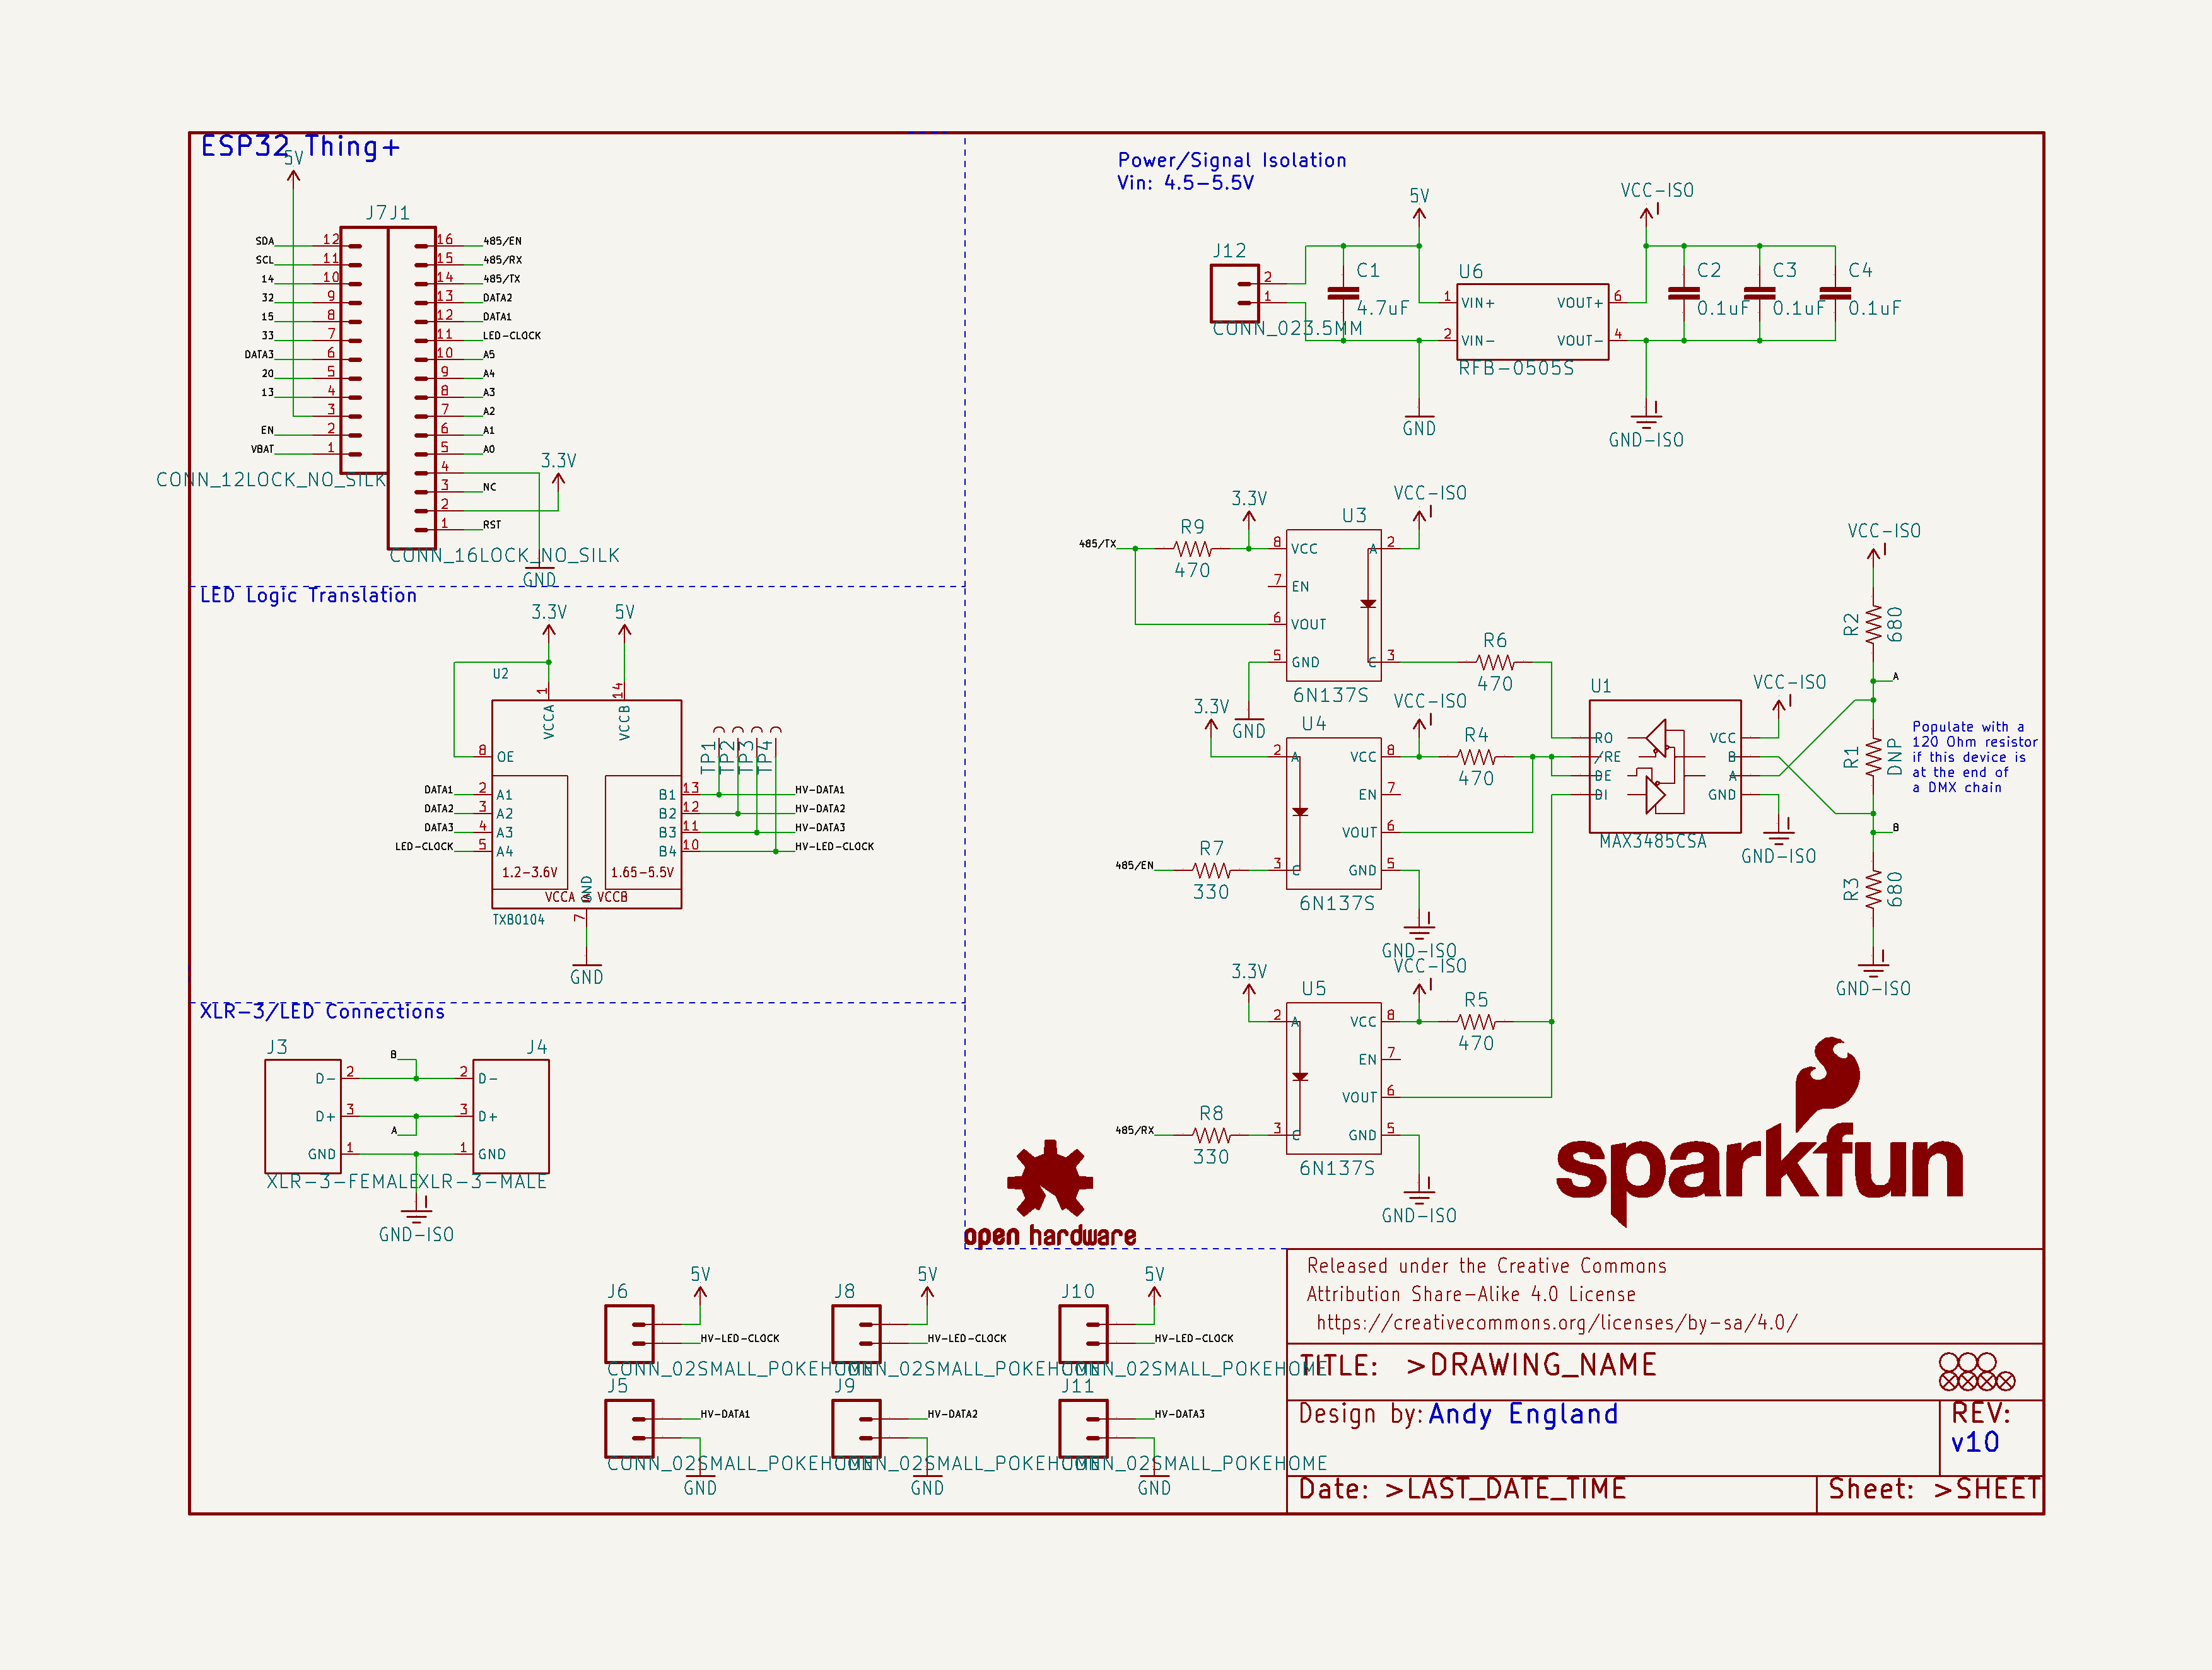 ESP32 Thing+
5V
J7 J1
SDA 12 16 485/EN
SCL 11 15 485/RX
14 10 14 485/TX
32 9 13 DATA2
15 8 12 DATA1
33 7 11 LED-CLOCK
DATA3 6 10 A5
20 5 9 A4
13 4 8 A3
3 7 A2
EN 2 6 A1
VBAT 1 5 A0
4
3 NC
2
1 RST
3.3V
CONN_12LOCK_NO_SILK
CONN_16LOCK_NO_SILK
GND
LED Logic Translation
3.3V 5V
U2
1 14
VCCA VCCB
8 OE
TP1 TP2 TP3 TP4
DATA1 2 A1 B1 13 HV-DATA1
DATA2 3 A2 B2 12 HV-DATA2
DATA3 4 A3 B3 11 HV-DATA3
LED-CLOCK 5 A4 B4 10 HV-LED-CLOCK
1.2-3.6V 1.65-5.5V
VCCA VCCB
GND
7
TXB0104
GND
XLR-3/LED Connections
J3 J4
B
D- 2 2 D-
D+ 3 3 D+
A
GND 1 1 GND
XLR-3-FEMALE XLR-3-MALE
GND-ISO
J6 5V
HV-LED-CLOCK
CONN_02SMALL_POKEHOME
J8 5V
HV-LED-CLOCK
CONN_02SMALL_POKEHOME
J10 5V
HV-LED-CLOCK
CONN_02SMALL_POKEHOME
J5
HV-DATA1
CONN_02SMALL_POKEHOME
GND
J9
HV-DATA2
CONN_02SMALL_POKEHOME
GND
J11
HV-DATA3
CONN_02SMALL_POKEHOME
GND
Power/Signal Isolation
Vin: 4.5-5.5V
5V VCC-ISO
J12
2
1
CONN_023.5MM
C1
4.7uF
U6
1 VIN+ VOUT+ 6
2 VIN- VOUT- 4
RFB-0505S
C2
0.1uF
C3
0.1uF
C4
0.1uF
GND
GND-ISO
485/TX
R9
470
3.3V
U3
VCC-ISO
8 VCC A 2
7 EN
6 VOUT
5 GND C 3
6N137S
GND
R6
470
3.3V
U4
VCC-ISO
2 A VCC 8
EN 7
VOUT 6
3 C GND 5
6N137S
485/EN
R7
330
R4
470
GND-ISO
3.3V
U5
VCC-ISO
2 A VCC 8
EN 7
VOUT 6
3 C GND 5
6N137S
485/RX
R8
330
R5
470
GND-ISO
U1
RO VCC
/RE B
DE A
DI GND
MAX3485CSA
VCC-ISO
GND-ISO
VCC-ISO
R2
680
A
R1
DNP
B
R3
680
GND-ISO
Populate with a
120 Ohm resistor
if this device is
at the end of
a DMX chain
open hardware
sparkfun
Released under the Creative Commons
Attribution Share-Alike 4.0 License
https://creativecommons.org/licenses/by-sa/4.0/
TITLE: >DRAWING_NAME
Design by: Andy England
REV:
v10
Date: >LAST_DATE_TIME
Sheet: >SHEET